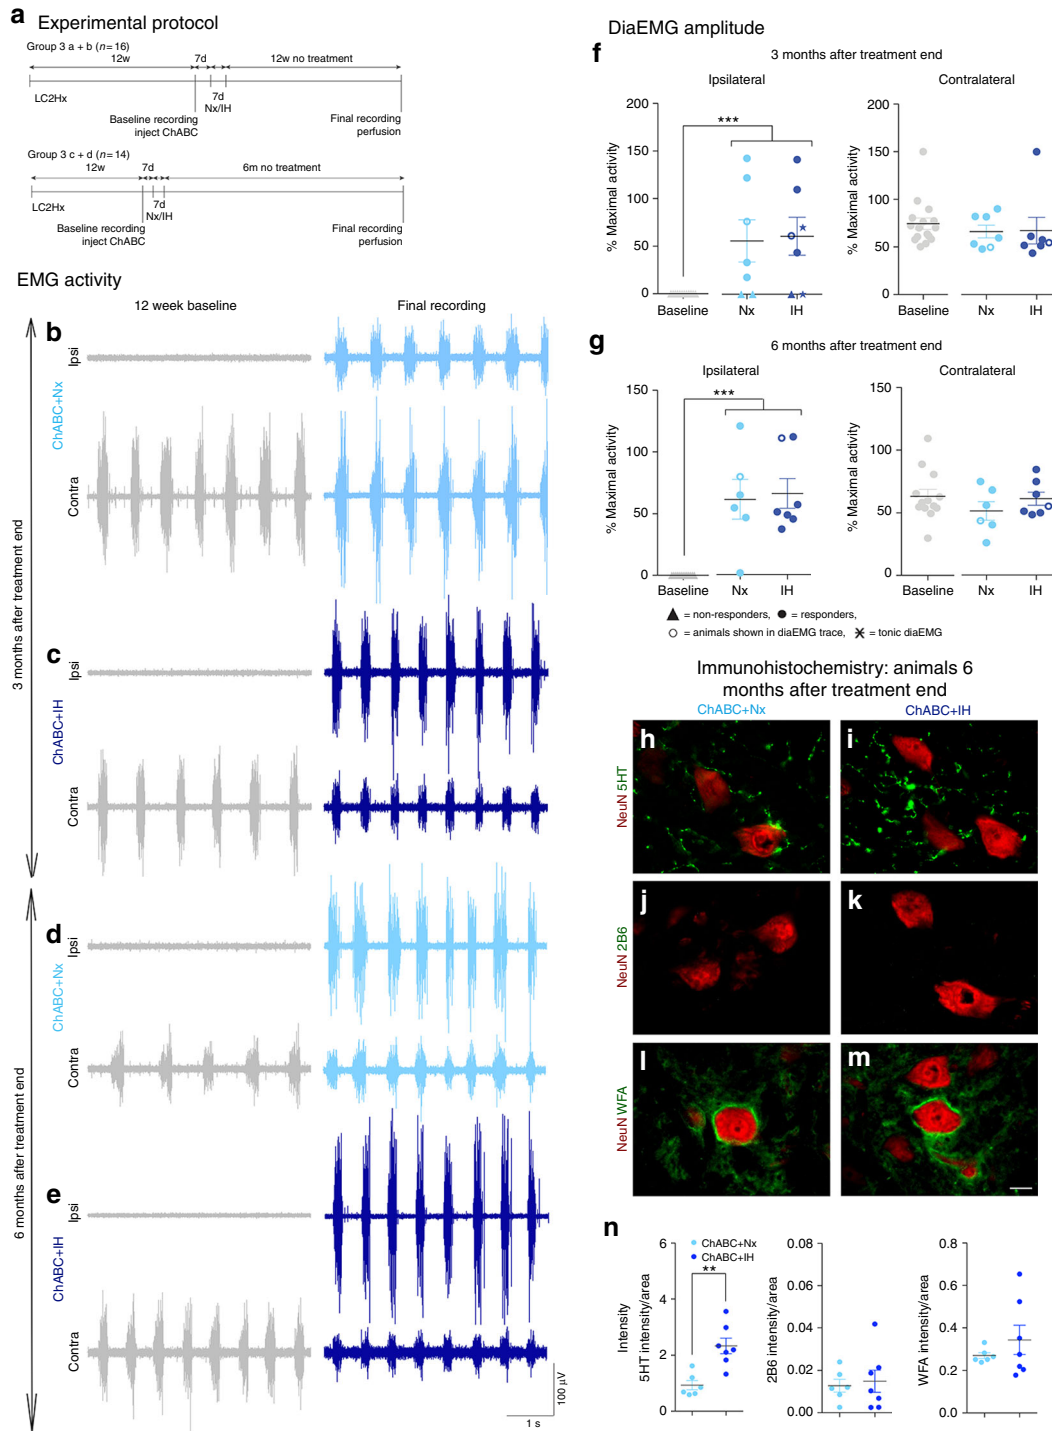 a
Experimental protocol
Group 3 a + b (n=16)
12w
7d
12w no treatment
LC2Hx
7d
Nx/IH
Baseline recording
inject ChABC
Final recording
perfusion
Group 3 c + d (n=14)
12w
7d
6m no treatment
LC2Hx
7d
Nx/IH
Baseline recording
inject ChABC
Final recording
perfusion
EMG activity
12 week baseline
Final recording
3 months after treatment end
b
ChABC+Nx
Ipsi
Contra
c
ChABC+IH
Ipsi
Contra
6 months after treatment end
d
ChABC+Nx
Ipsi
Contra
e
ChABC+IH
Ipsi
Contra
100 μV
1 s
DiaEMG amplitude
f
3 months after treatment end
Ipsilateral
Contralateral
% Maximal activity
200
150
100
50
0
***
Baseline
Nx
IH
% Maximal activity
200
150
100
50
0
Baseline
Nx
IH
g
6 months after treatment end
Ipsilateral
Contralateral
% Maximal activity
150
100
50
0
***
Baseline
Nx
IH
% Maximal activity
150
100
50
0
Baseline
Nx
IH
▲ = non-responders, ● = responders,
○ = animals shown in diaEMG trace, ✶ = tonic diaEMG
Immunohistochemistry: animals 6
months after treatment end
ChABC+Nx
ChABC+IH
NeuN 5HT
h
i
NeuN 2B6
j
k
NeuN WFA
l
m
n
ChABC+Nx
ChABC+IH
Intensity
5HT intensity/area
6
4
2
0
**
2B6 intensity/area
0.08
0.06
0.04
0.02
0.00
WFA intensity/area
0.8
0.6
0.4
0.2
0.0